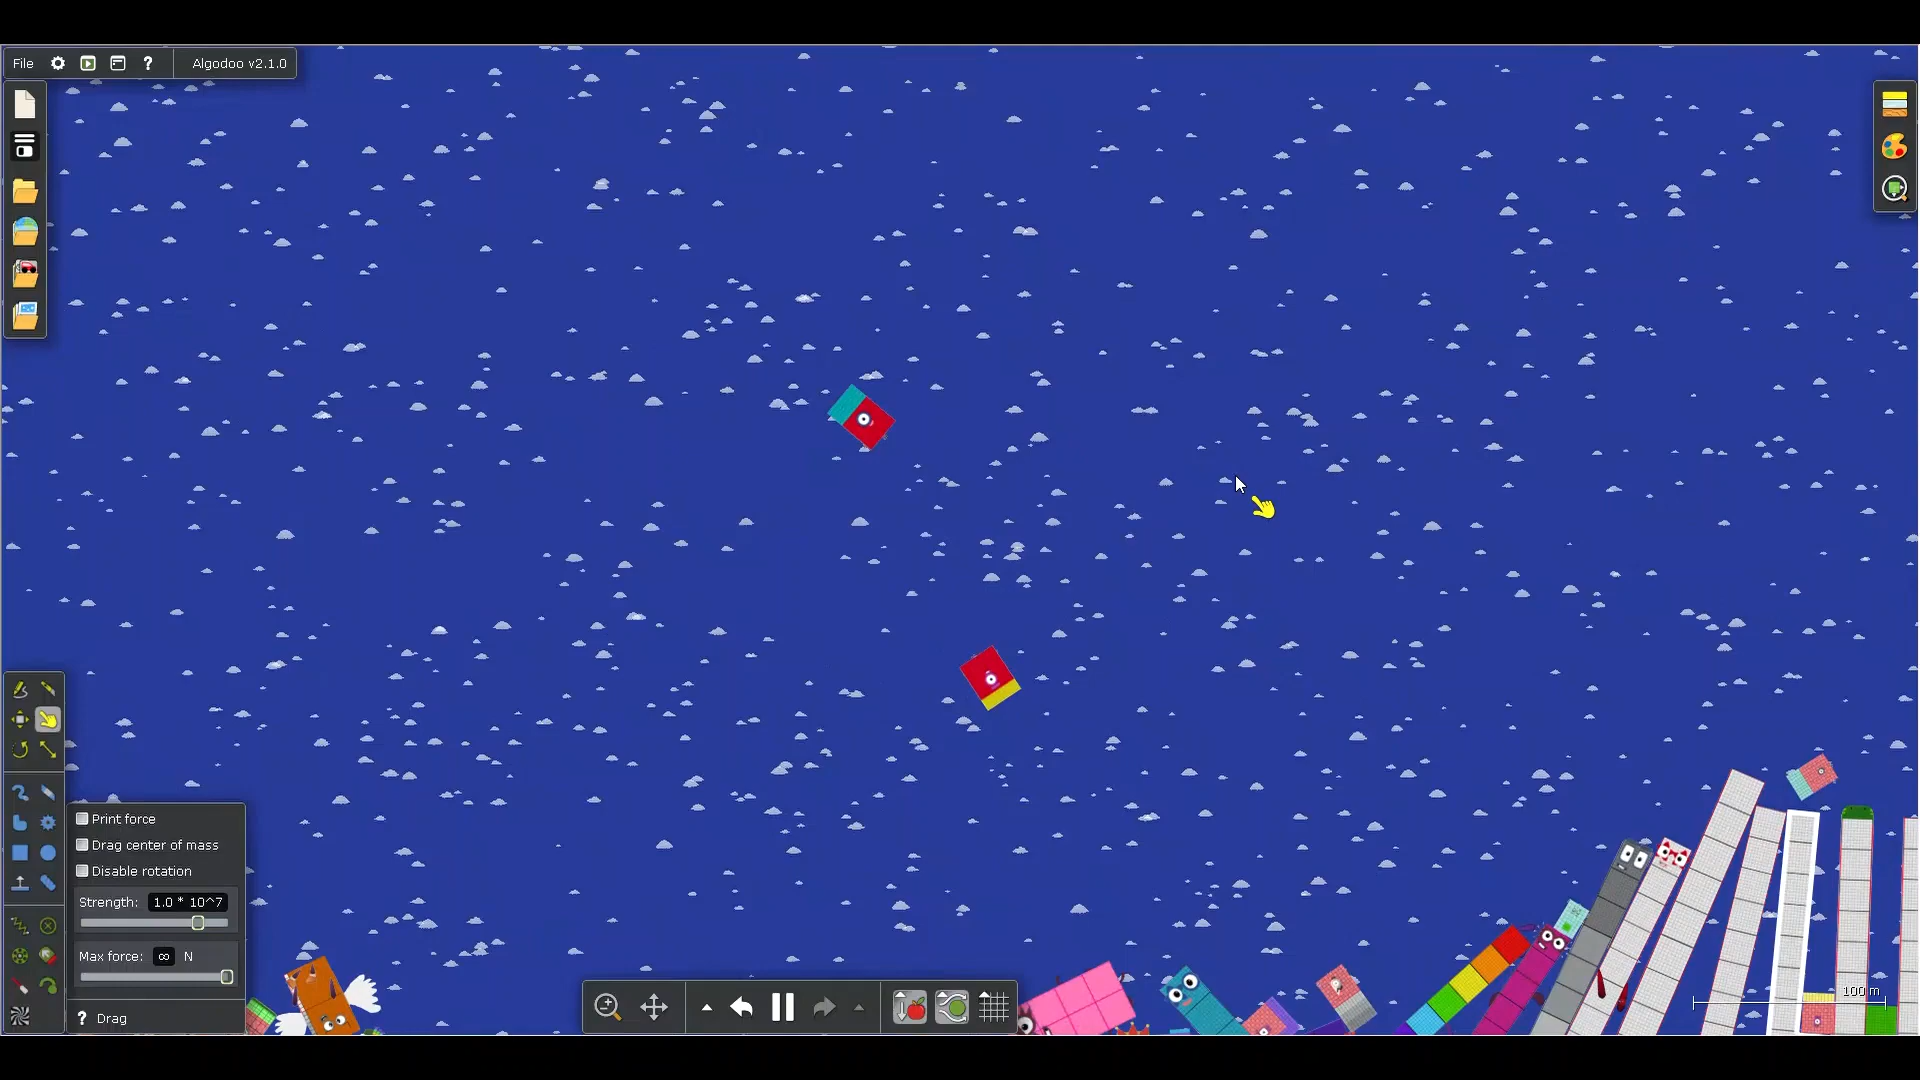 File ? Algodoo v2.1.0
Print force
Drag center of mass
Disable rotation
Strength: 1.0 * 10^7
Max force: ∞ N
? Drag
100 m